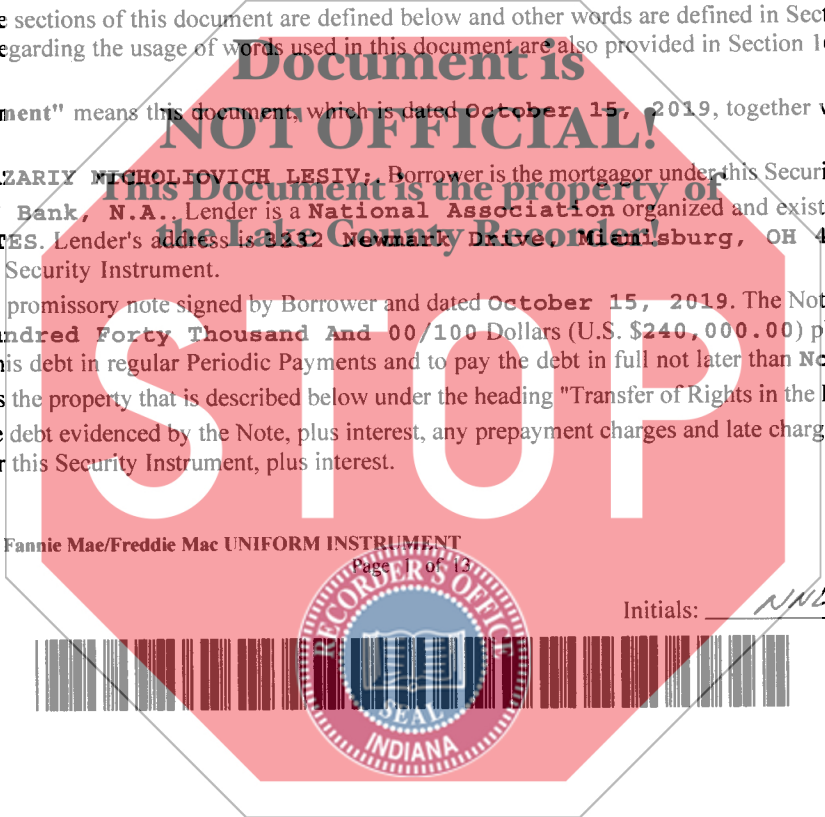 e sections of this document are defined below and other words are defined in Sect
egarding the usage of words used in this document are also provided in Section 1
Document is
ment" means this document, which is dated October 15, 2019, together w
NOT OFFICIAL!
ZARIY NICHOLIOVICH LESIV;. Borrower is the mortgagor under this Securi
This Document is the property of
Bank, N.A.. Lender is a National Association organized and exist
the Lake County Recorder!
TES. Lender's address is 3232 Newmark Drive, Miamisburg, OH 4
Security Instrument.
promissory note signed by Borrower and dated October 15, 2019. The Not
ndred Forty Thousand And 00/100 Dollars (U.S. $240,000.00) p
his debt in regular Periodic Payments and to pay the debt in full not later than No
s the property that is described below under the heading "Transfer of Rights in the
e debt evidenced by the Note, plus interest, any prepayment charges and late charg
r this Security Instrument, plus interest.
STOP
Fannie Mae/Freddie Mac UNIFORM INSTRUMENT
Page 1 of 13
RECORDER'S OFFICE
Initials: NNL
SEAL
INDIANA